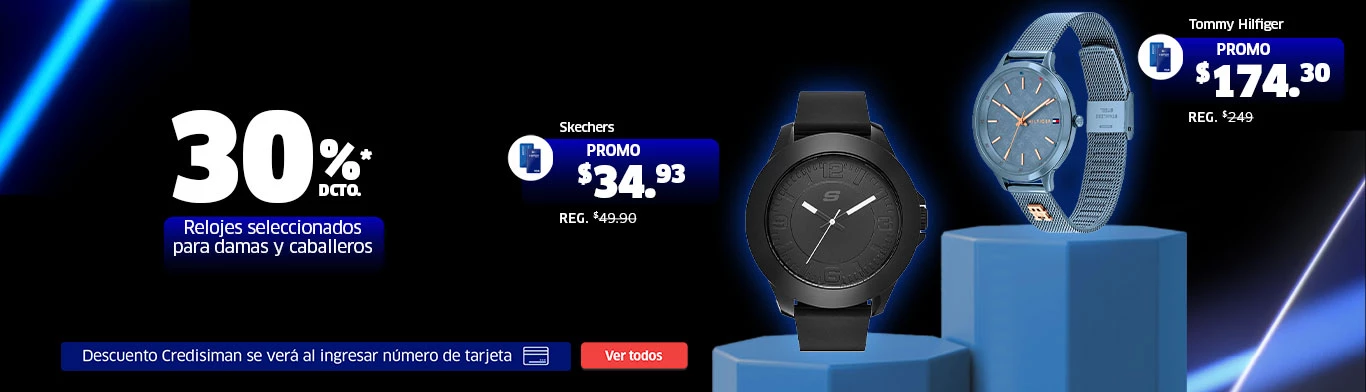 30%*
DCTO.
Relojes seleccionados
para damas y caballeros
Skechers
PROMO
$34.93
REG. $49.90
Tommy Hilfiger
PROMO
$174.30
REG. $249
Descuento Credisiman se verá al ingresar número de tarjeta
Ver todos